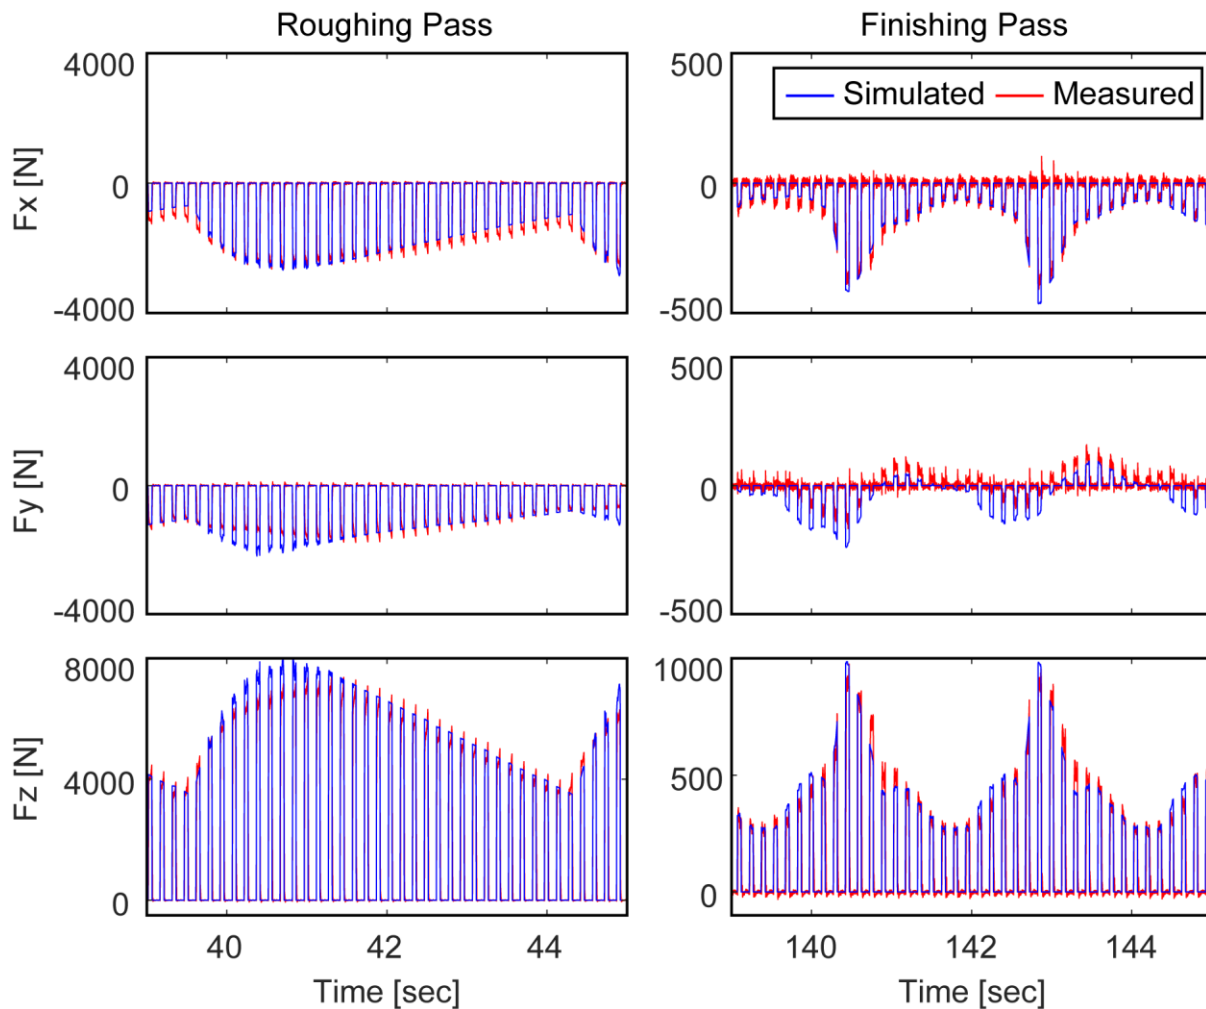 Roughing Pass
Finishing Pass
Simulated
Measured
Fx [N]
4000
0
-4000
500
0
-500
Fy [N]
4000
0
-4000
500
0
-500
Fz [N]
8000
4000
0
1000
500
0
40
42
44
140
142
144
Time [sec]
Time [sec]